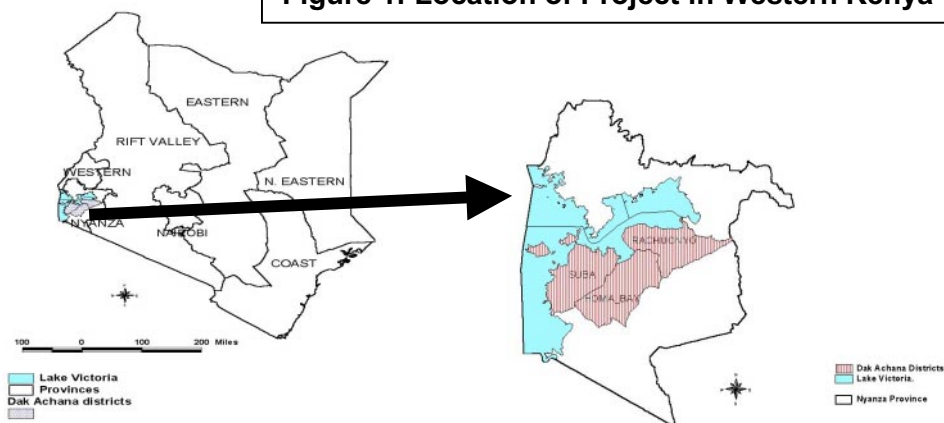 Figure 1: Location of Project in Western Kenya
EASTERN
RIFT VALLEY
WESTERN
N. EASTERN
NYANZA
NAIROBI
COAST
100 0 100 200 Miles
Lake Victoria
Provinces
Dak Achana districts
RACHUONYO
SUBA
HOMA_BAY
Dak Achana Districts
Lake Victoria.
Nyanza Province